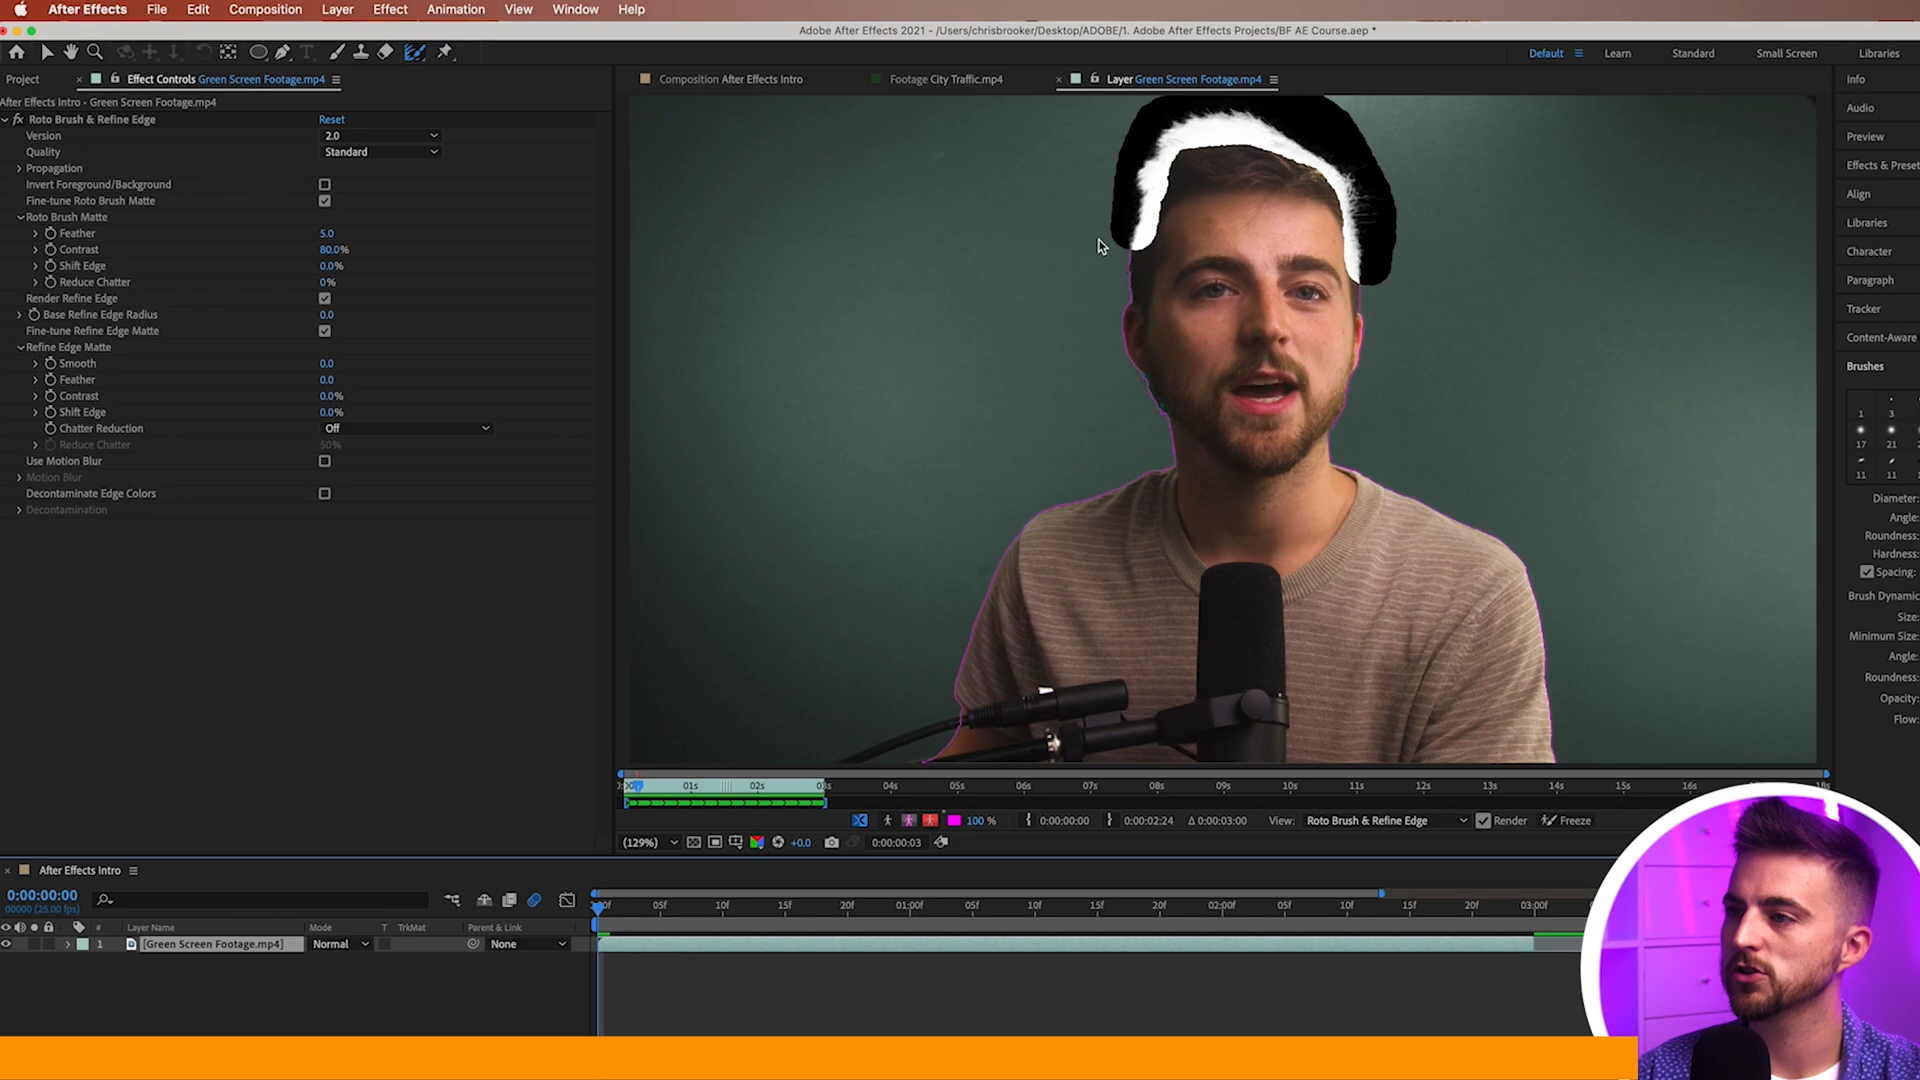 After Effects File Edit Composition Layer Effect Animation View Window Help
Adobe After Effects 2021 - /Users/chrisbrooker/Desktop/ADOBE/1. Adobe After Effects Projects/BF AE Course.aep *
Default Learn Standard Small Screen Libraries
Project Effect Controls Green Screen Footage.mp4
Composition After Effects Intro Footage City Traffic.mp4 Layer Green Screen Footage.mp4
After Effects Intro • Green Screen Footage.mp4
fx Roto Brush & Refine Edge Reset
Version 2.0
Quality Standard
Propagation
Invert Foreground/Background
Fine-tune Roto Brush Matte
Roto Brush Matte
Feather 5.0
Contrast 80.0%
Shift Edge 0.0%
Reduce Chatter 0%
Render Refine Edge
Base Refine Edge Radius 0.0
Fine-tune Refine Edge Matte
Refine Edge Matte
Smooth 0.0
Feather 0.0
Contrast 0.0%
Shift Edge 0.0%
Chatter Reduction Off
Reduce Chatter 50%
Use Motion Blur
Motion Blur
Decontaminate Edge Colors
Decontamination
Info
Audio
Preview
Effects & Preset
Align
Libraries
Character
Paragraph
Tracker
Content-Aware
Brushes
1 3
17 21
11 11
Diameter:
Angle:
Roundness:
Hardness:
Spacing:
Brush Dynamic
Size:
Minimum Size:
Angle:
Roundness:
Opacity:
Flow:
01s 02s 03s 04s 05s 06s 07s 08s 09s 10s 11s 12s 13s 14s 15s 16s 18s
100 % 0:00:00:00 0:00:02:24 Δ 0:00:03:00 View: Roto Brush & Refine Edge Render Freeze
(129%) +0.0 0:00:00:03
After Effects Intro
0:00:00:00
00000 (25.00 fps)
05f 10f 15f 20f 01:00f 05f 10f 15f 20f 02:00f 05f 10f 15f 20f 03:00f
# Layer Name Mode T TrkMat Parent & Link
1 [Green Screen Footage.mp4] Normal None